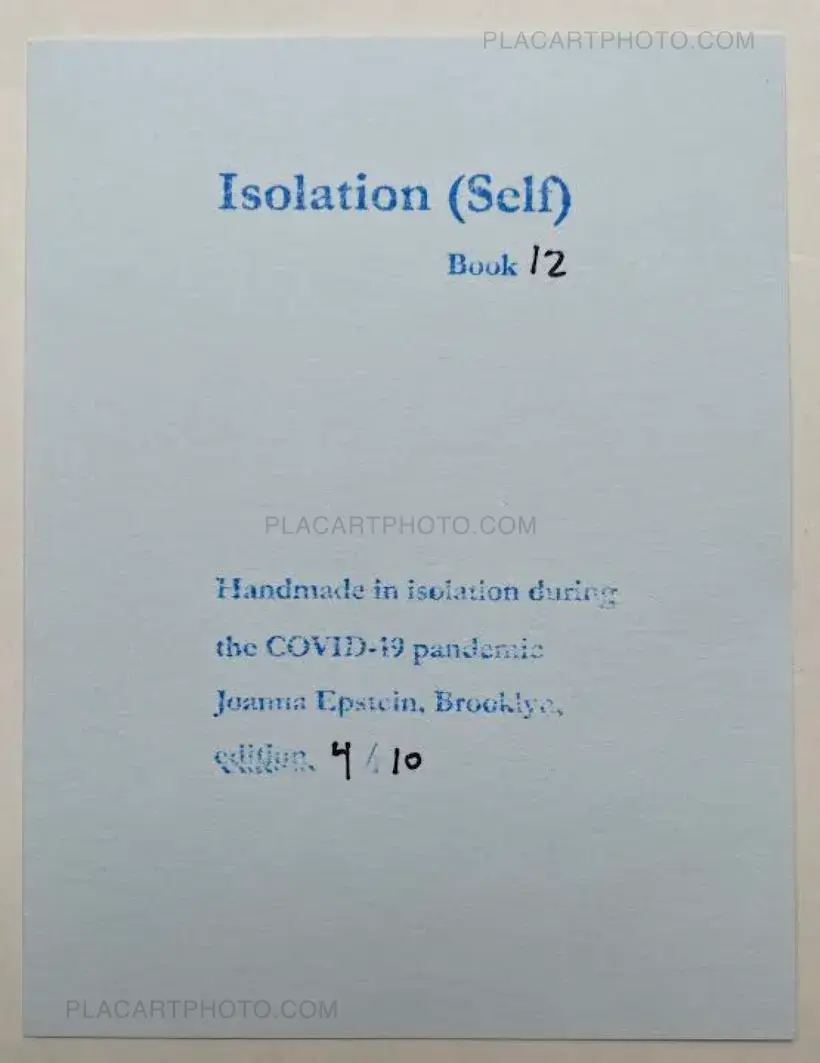 PLACARTPHOTO.COM
Isolation (Self)
Book 12
PLACARTPHOTO.COM
Handmade in isolation during
the COVID-19 pandemic
Joanna Epstein, Brooklyn,
edition, 4/10
PLACARTPHOTO.COM